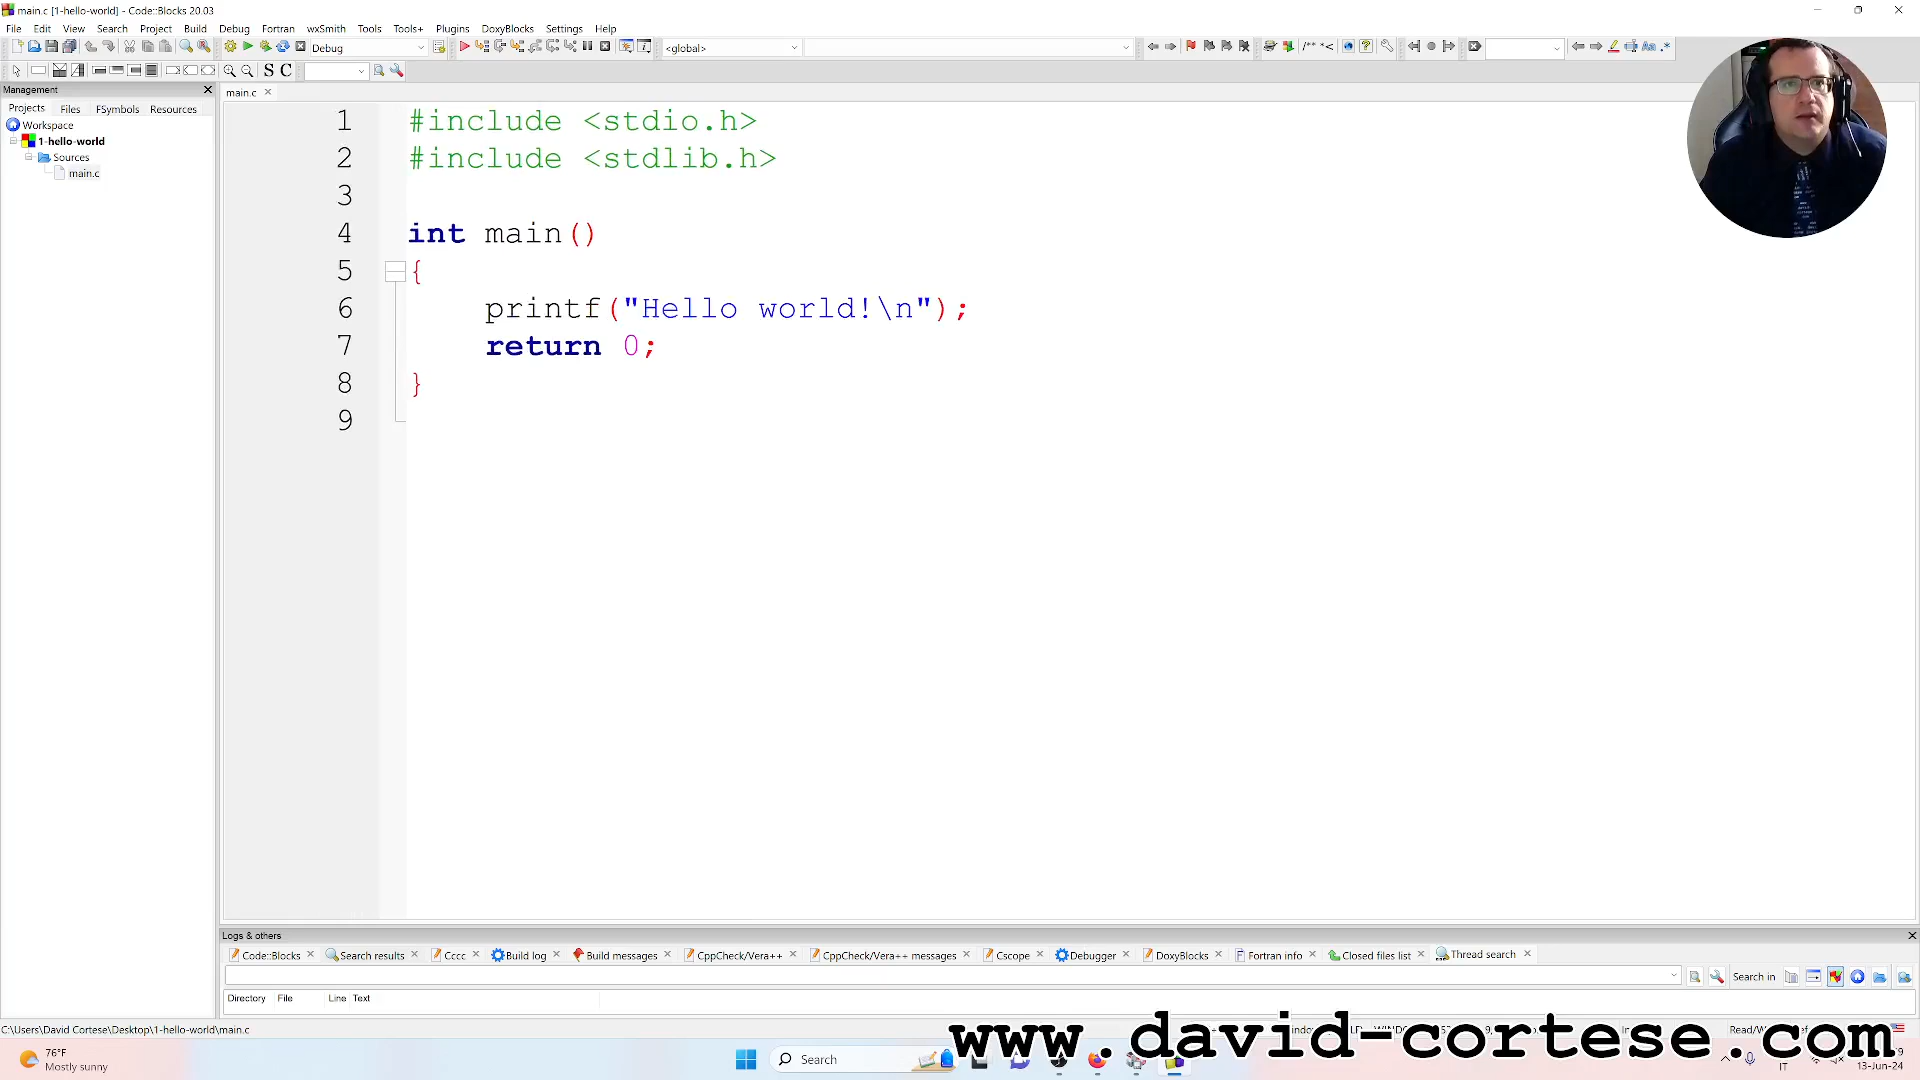 main.c [1-hello-world] - Code::Blocks 20.03
File Edit View Search Project Build Debug Fortran wxSmith Tools Tools+ Plugins DoxyBlocks Settings Help
Debug
<global>
/** *<
Aa .*
S C
Management
Projects Files FSymbols Resources
Workspace
1-hello-world
Sources
main.c
main.c
1 #include <stdio.h>
2 #include <stdlib.h>
3
4 int main()
5 {
6 printf("Hello world!\n");
7 return 0;
8 }
9
Logs & others
Code::Blocks Search results Cccc Build log Build messages CppCheck/Vera++ CppCheck/Vera++ messages Cscope Debugger DoxyBlocks Fortran info Closed files list Thread search
Search in
Directory File Line Text
C:\Users\David Cortese\Desktop\1-hello-world\main.c
www.david-cortese.com
76°F
Mostly sunny
Search
IT
13-Jun-24